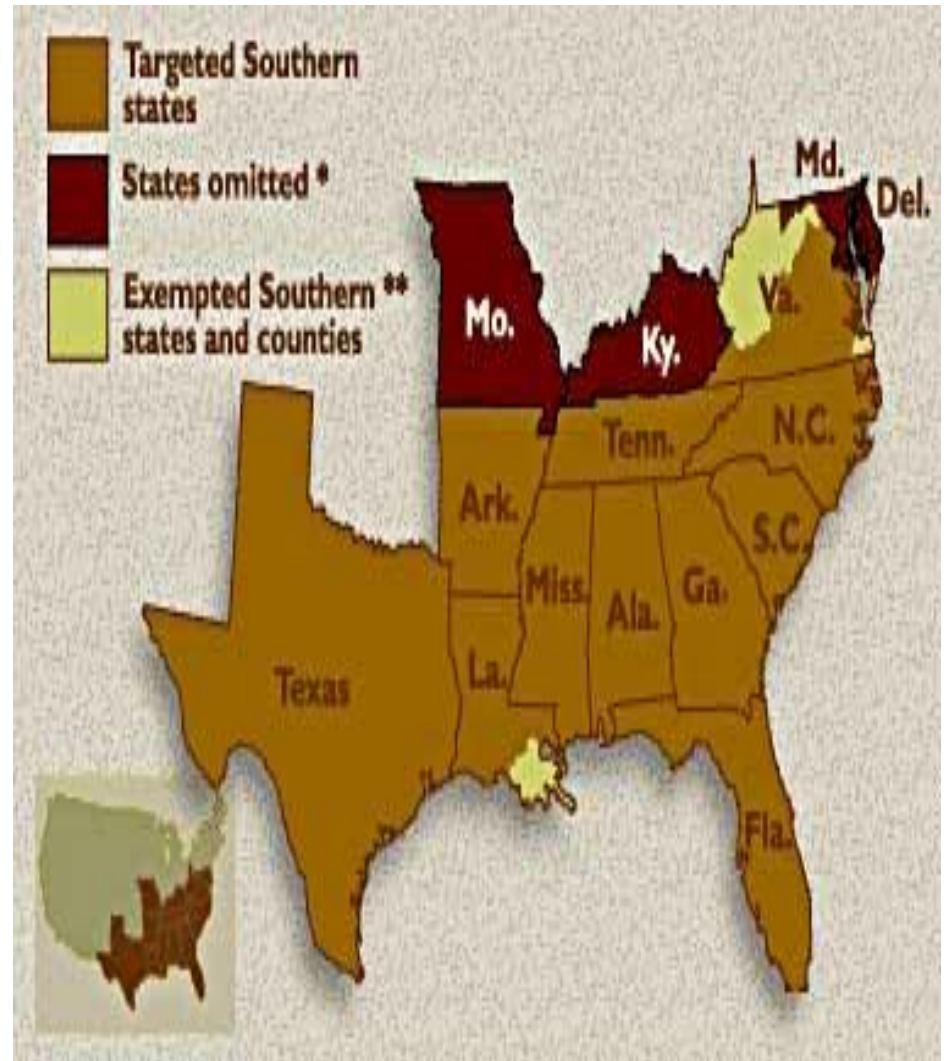 Targeted Southern
states
States omitted *
Exempted Southern **
states and counties
Md.
Del.
Mo.
Ky.
Va.
Tenn.
N.C.
Ark.
S.C.
Miss.
Ala.
Ga.
La.
Texas
Fla.